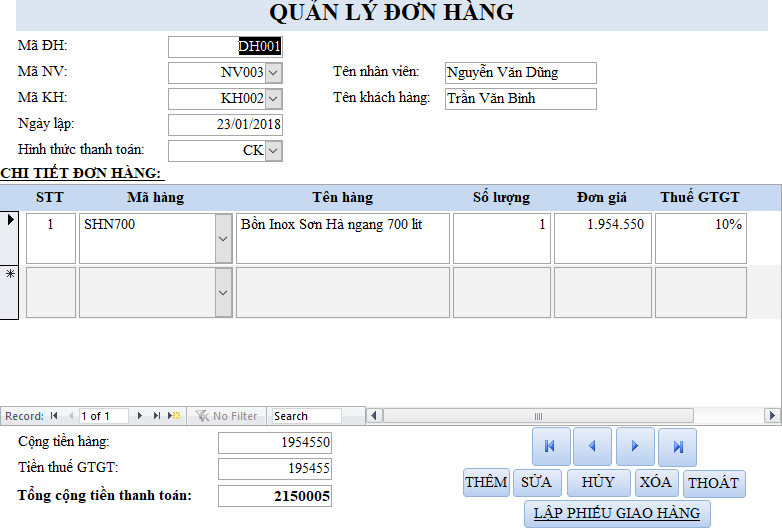 QUẢN LÝ ĐƠN HÀNG
Mã ĐH: DH001
Mã NV: NV003 Tên nhân viên: Nguyễn Văn Dũng
Mã KH: KH002 Tên khách hàng: Trần Văn Bình
Ngày lập: 23/01/2018
Hình thức thanh toán: CK
CHI TIẾT ĐƠN HÀNG:
STT Mã hàng Tên hàng Số lượng Đơn giá Thuế GTGT
1 SHN700 Bồn Inox Sơn Hà ngang 700 lít 1 1.954.550 10%
Record: 1 of 1 No Filter Search
Cộng tiền hàng: 1954550
Tiền thuế GTGT: 195455
Tổng cộng tiền thanh toán: 2150005
THÊM SỬA HỦY XÓA THOÁT
LẬP PHIẾU GIAO HÀNG